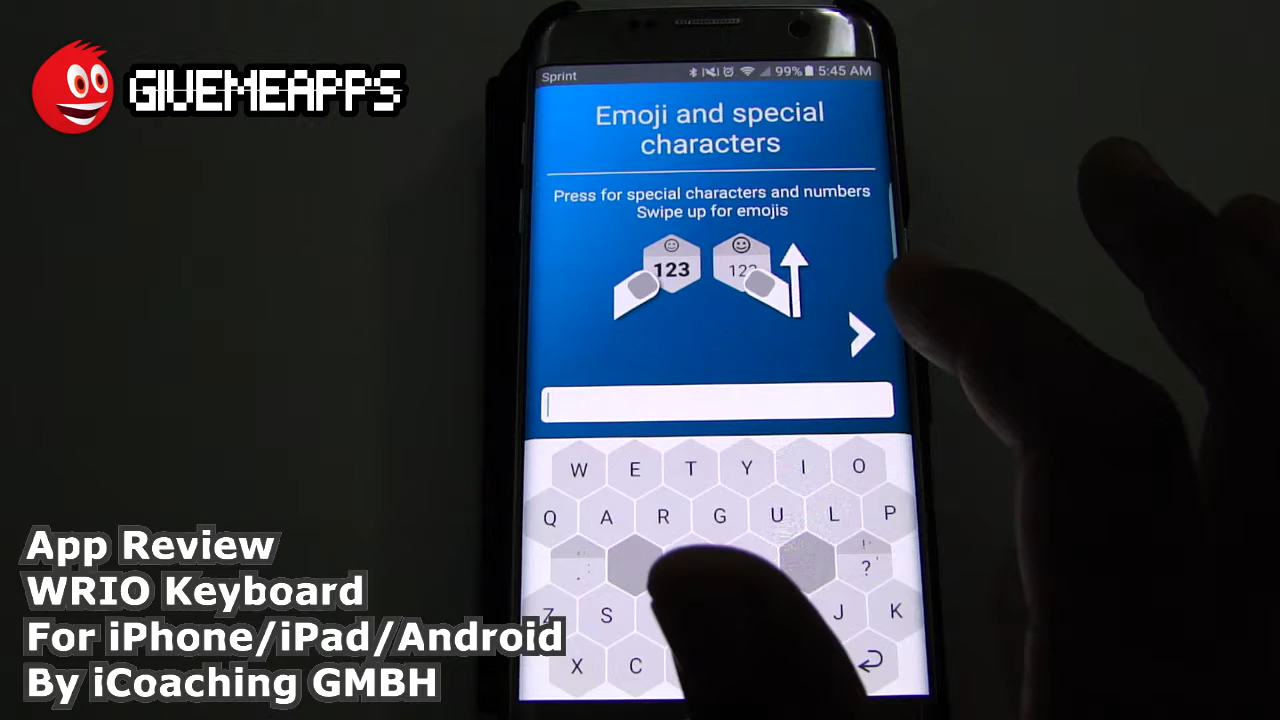 GIVEMEAPPS
Sprint 99% 5:45 AM
Emoji and special
characters
Press for special characters and numbers
Swipe up for emojis
123 123
W E T Y I O
Q A R G U L P
. : ! ?
Z S J K
X C
App Review
WRIO Keyboard
For iPhone/iPad/Android
By iCoaching GMBH